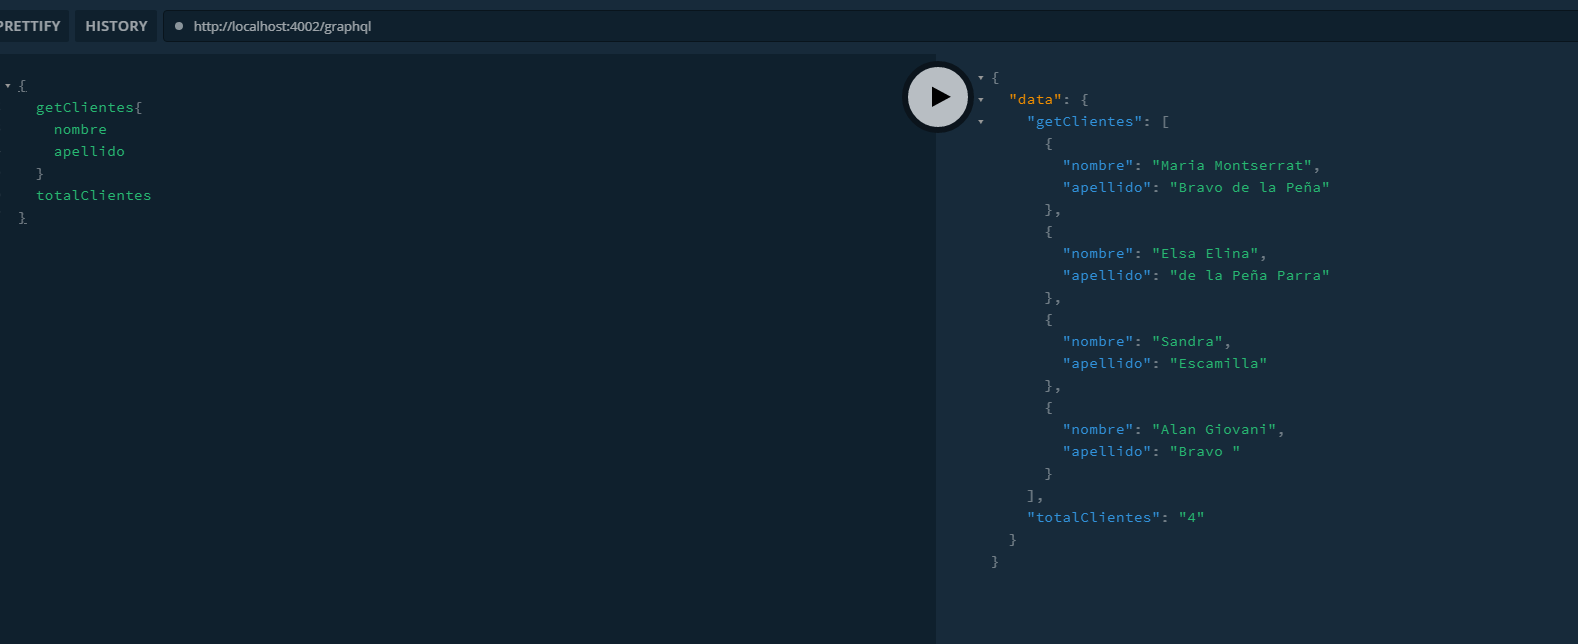 PRETTIFY HISTORY http://localhost:4002/graphql
{
getClientes{
nombre
apellido
}
totalClientes
}
{
"data": {
"getClientes": [
{
"nombre": "Maria Montserrat",
"apellido": "Bravo de la Peña"
},
{
"nombre": "Elsa Elina",
"apellido": "de la Peña Parra"
},
{
"nombre": "Sandra",
"apellido": "Escamilla"
},
{
"nombre": "Alan Giovani",
"apellido": "Bravo "
}
],
"totalClientes": "4"
}
}